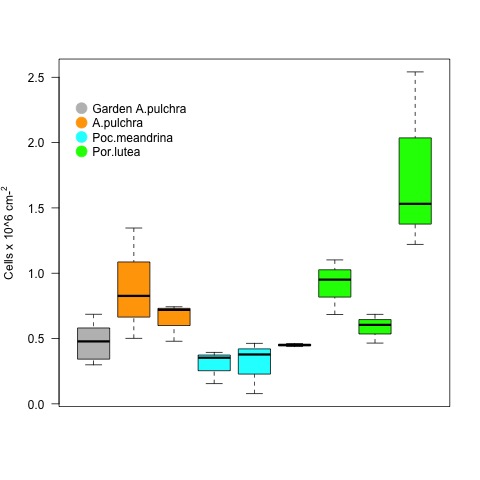 2.5
2.0
1.5
1.0
0.5
0.0
Cells x 10^6 cm-2
Garden A.pulchra
A.pulchra
Poc.meandrina
Por.lutea